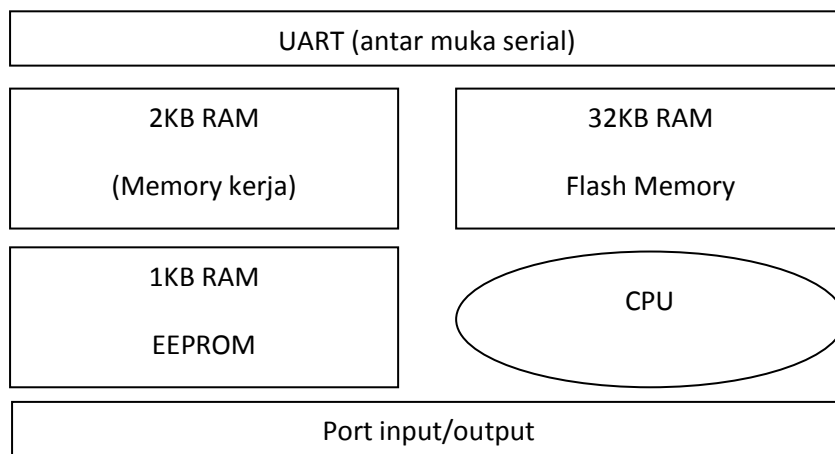 UART (antar muka serial)
2KB RAM
(Memory kerja)
32KB RAM
Flash Memory
1KB RAM
EEPROM
CPU
Port input/output